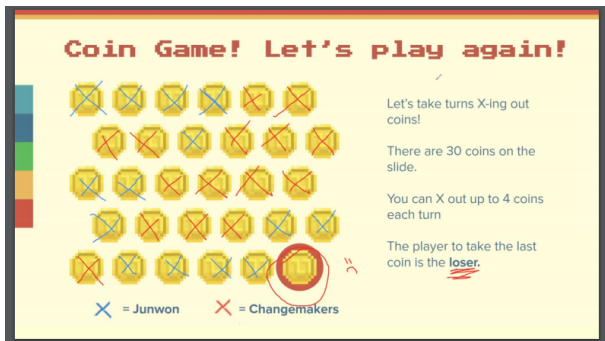 Coin Game! Let's play again!
Let's take turns X-ing out
coins!
There are 30 coins on the
slide.
You can X out up to 4 coins
each turn
The player to take the last
coin is the loser.
= Junwon
= Changemakers